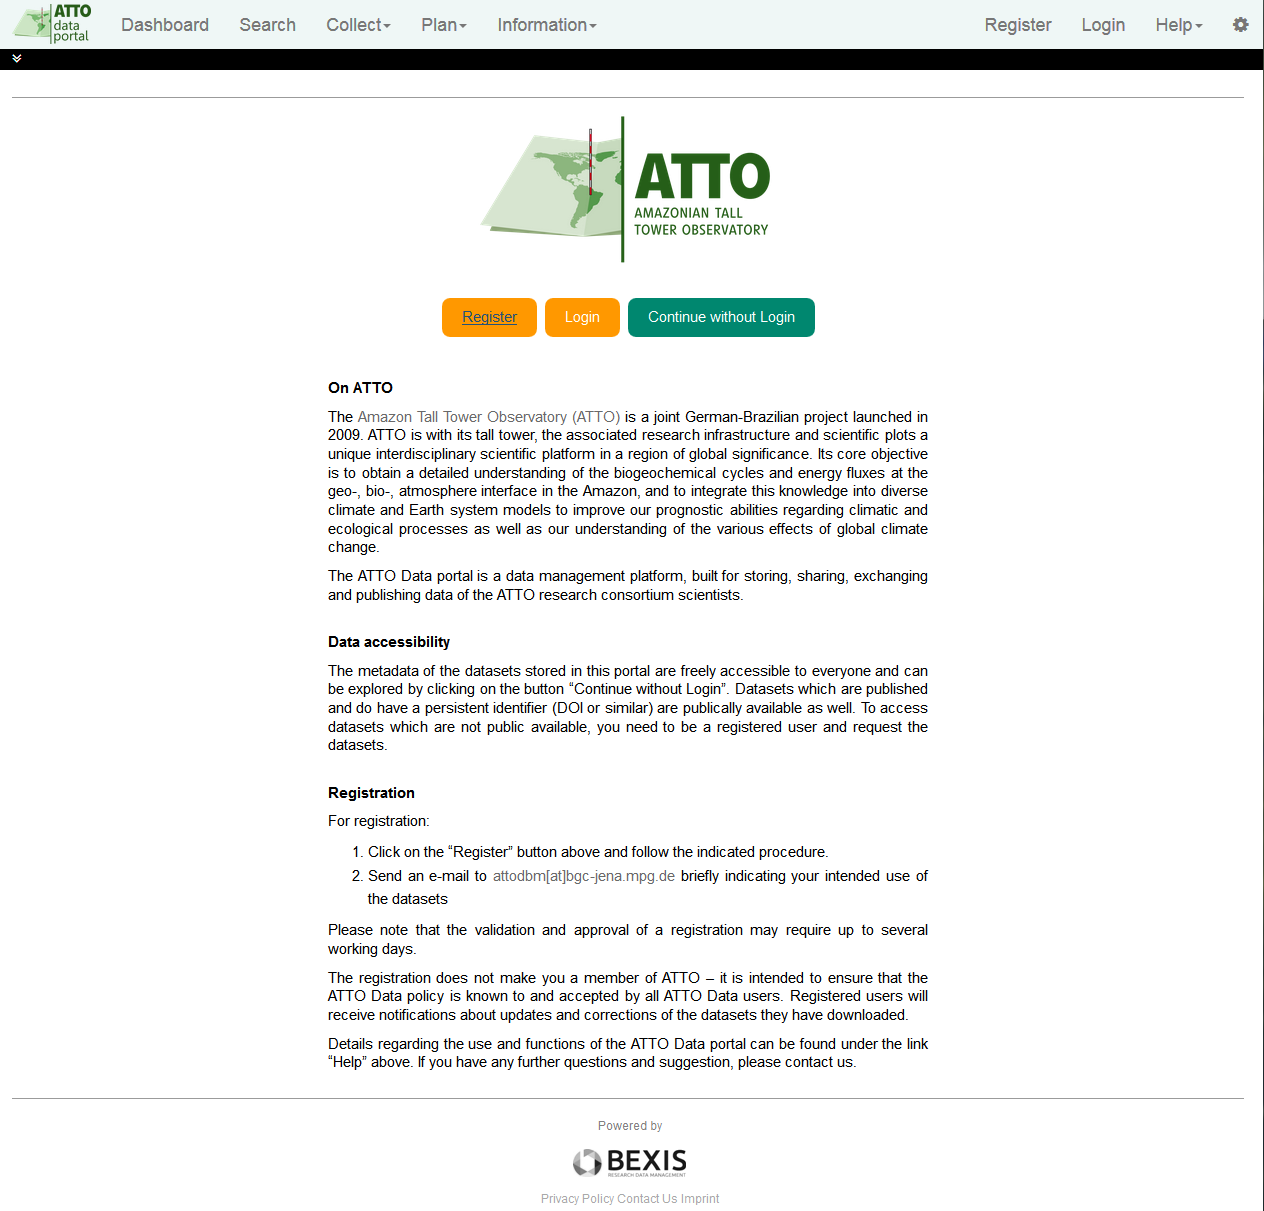 ATTO
data
portal
Dashboard Search Collect Plan Information Register Login Help
ATTO
AMAZONIAN TALL
TOWER OBSERVATORY
Register Login Continue without Login
On ATTO
The Amazon Tall Tower Observatory (ATTO) is a joint German-Brazilian project launched in
2009. ATTO is with its tall tower, the associated research infrastructure and scientific plots a
unique interdisciplinary scientific platform in a region of global significance. Its core objective
is to obtain a detailed understanding of the biogeochemical cycles and energy fluxes at the
geo-, bio-, atmosphere interface in the Amazon, and to integrate this knowledge into diverse
climate and Earth system models to improve our prognostic abilities regarding climatic and
ecological processes as well as our understanding of the various effects of global climate
change.
The ATTO Data portal is a data management platform, built for storing, sharing, exchanging
and publishing data of the ATTO research consortium scientists.
Data accessibility
The metadata of the datasets stored in this portal are freely accessible to everyone and can
be explored by clicking on the button “Continue without Login”. Datasets which are published
and do have a persistent identifier (DOI or similar) are publically available as well. To access
datasets which are not public available, you need to be a registered user and request the
datasets.
Registration
For registration:
1. Click on the “Register” button above and follow the indicated procedure.
2. Send an e-mail to attodbm[at]bgc-jena.mpg.de briefly indicating your intended use of
the datasets
Please note that the validation and approval of a registration may require up to several
working days.
The registration does not make you a member of ATTO – it is intended to ensure that the
ATTO Data policy is known to and accepted by all ATTO Data users. Registered users will
receive notifications about updates and corrections of the datasets they have downloaded.
Details regarding the use and functions of the ATTO Data portal can be found under the link
“Help” above. If you have any further questions and suggestion, please contact us.
Powered by
BEXIS
RESEARCH DATA MANAGEMENT
Privacy Policy Contact Us Imprint